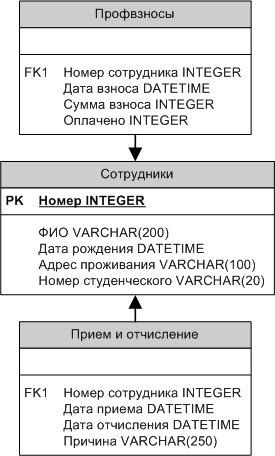 Профвзносы
FK1 Номер сотрудника INTEGER
Дата взноса DATETIME
Сумма взноса INTEGER
Оплачено INTEGER
Сотрудники
PK Номер INTEGER
ФИО VARCHAR(200)
Дата рождения DATETIME
Адрес проживания VARCHAR(100)
Номер студенческого VARCHAR(20)
Прием и отчисление
FK1 Номер сотрудника INTEGER
Дата приема DATETIME
Дата отчисления DATETIME
Причина VARCHAR(250)